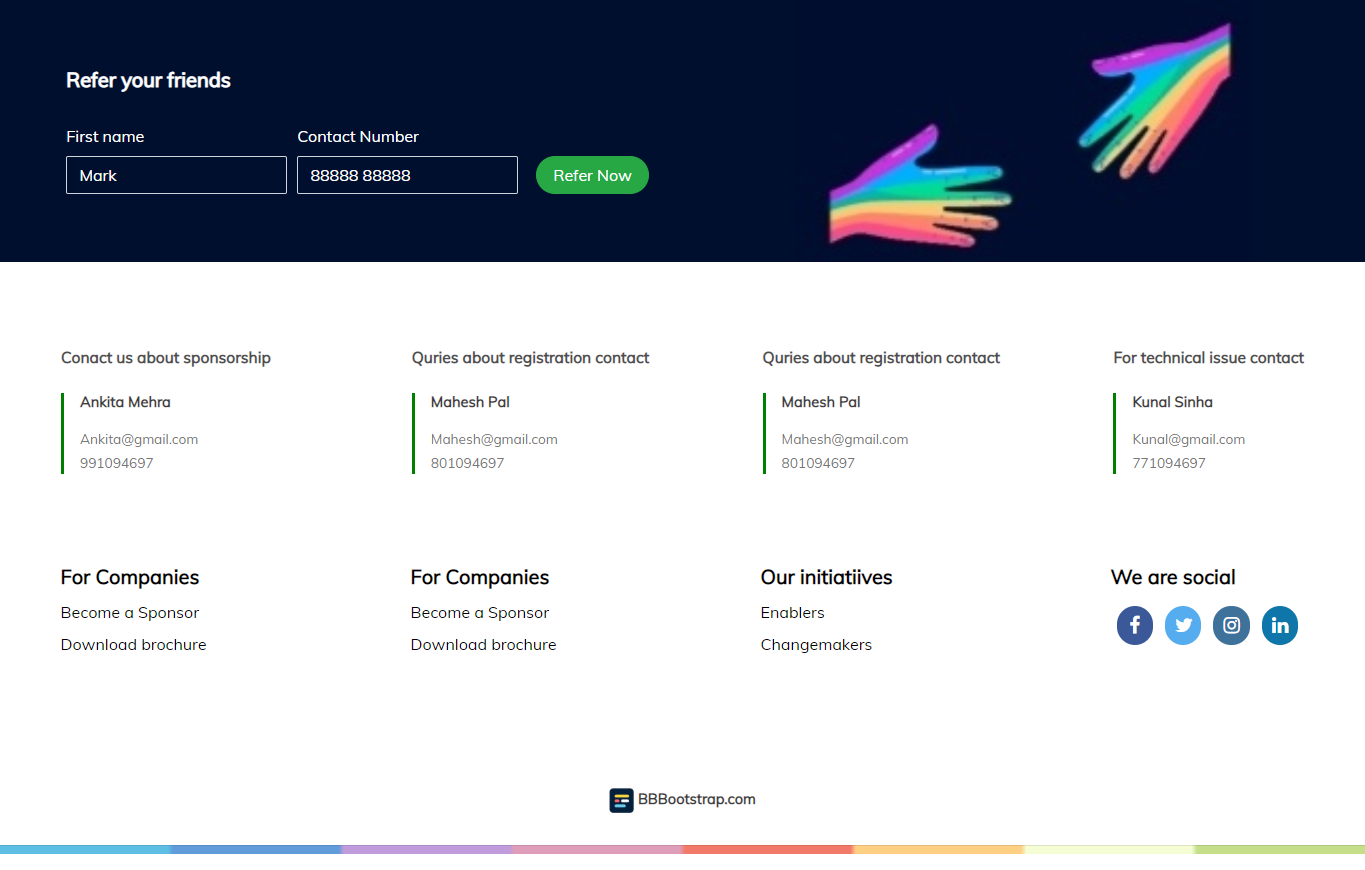 Refer your friends
First name
Contact Number
Mark
88888 88888
Refer Now
Conact us about sponsorship
Ankita Mehra
Ankita@gmail.com
991094697
Quries about registration contact
Mahesh Pal
Mahesh@gmail.com
801094697
Quries about registration contact
Mahesh Pal
Mahesh@gmail.com
801094697
For technical issue contact
Kunal Sinha
Kunal@gmail.com
771094697
For Companies
Become a Sponsor
Download brochure
For Companies
Become a Sponsor
Download brochure
Our initiatiives
Enablers
Changemakers
We are social
BBBootstrap.com